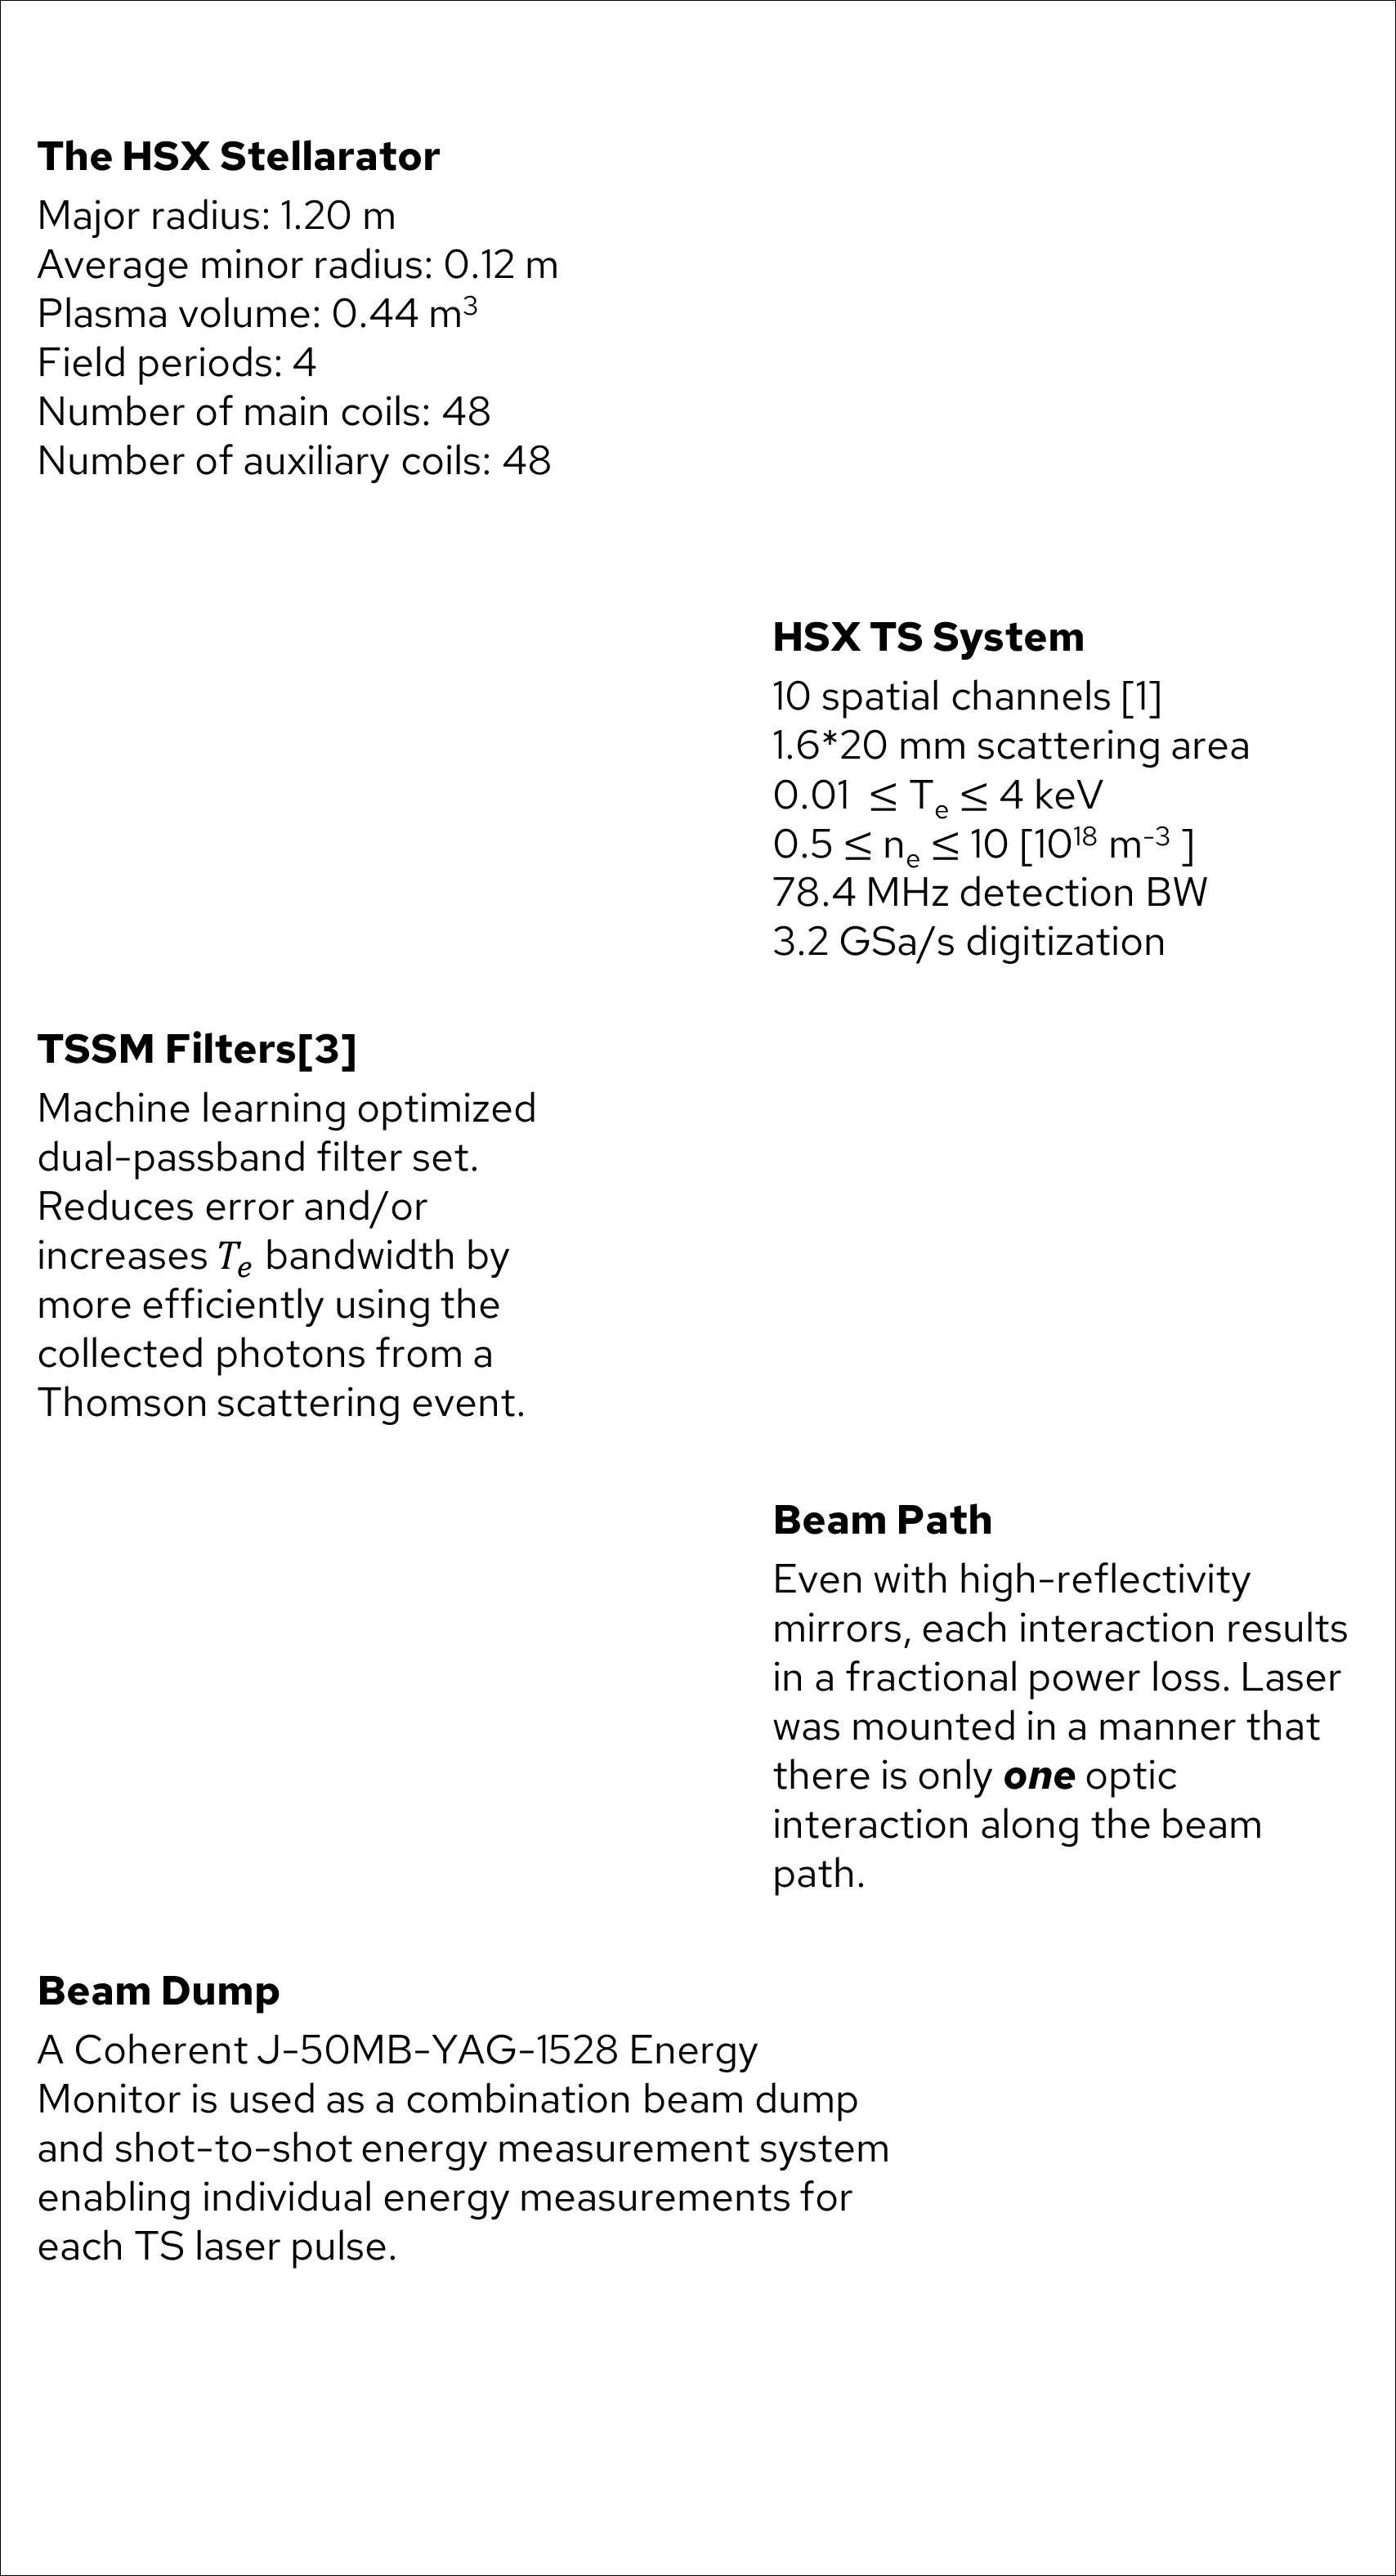 The HSX Stellarator
Major radius: 1.20 m
Average minor radius: 0.12 m
Plasma volume: 0.44 m³
Field periods: 4
Number of main coils: 48
Number of auxiliary coils: 48
HSX TS System
10 spatial channels [1]
1.6*20 mm scattering area
0.01 ≤ Tₑ ≤ 4 keV
0.5 ≤ nₑ ≤ 10 [10¹⁸ m⁻³ ]
78.4 MHz detection BW
3.2 GSa/s digitization
TSSM Filters[3]
Machine learning optimized
dual-passband filter set.
Reduces error and/or
increases Tₑ bandwidth by
more efficiently using the
collected photons from a
Thomson scattering event.
Beam Path
Even with high-reflectivity
mirrors, each interaction results
in a fractional power loss. Laser
was mounted in a manner that
there is only one optic
interaction along the beam
path.
Beam Dump
A Coherent J-50MB-YAG-1528 Energy
Monitor is used as a combination beam dump
and shot-to-shot energy measurement system
enabling individual energy measurements for
each TS laser pulse.